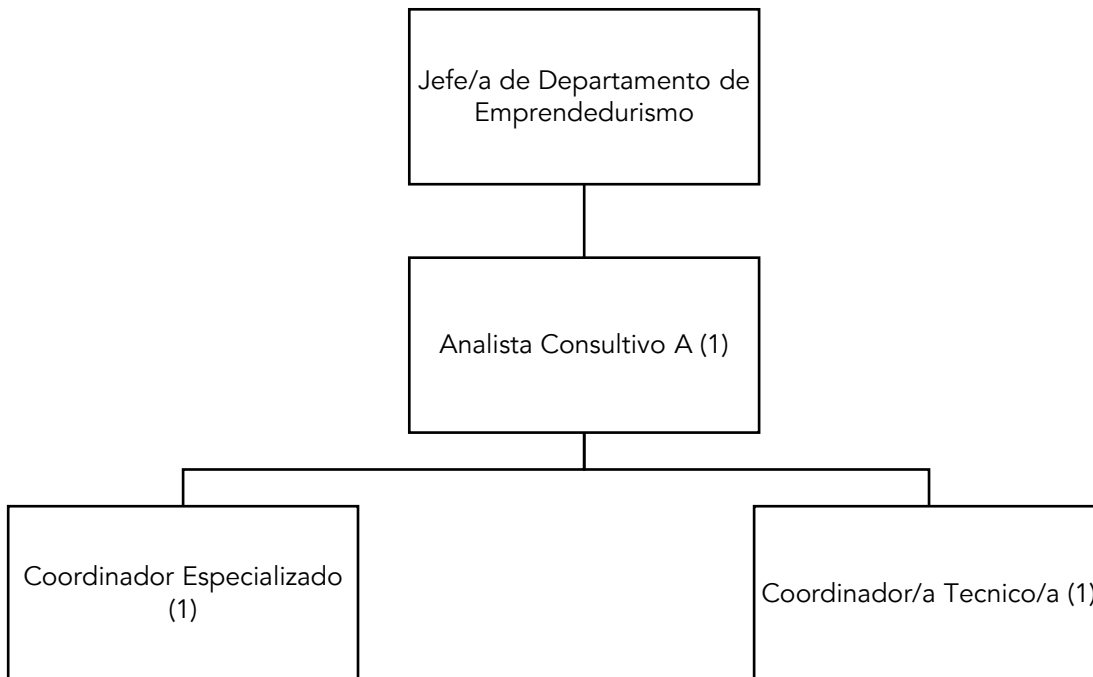 Jefe/a de Departamento de
Emprendedurismo
Analista Consultivo A (1)
Coordinador Especializado
(1)
Coordinador/a Tecnico/a (1)